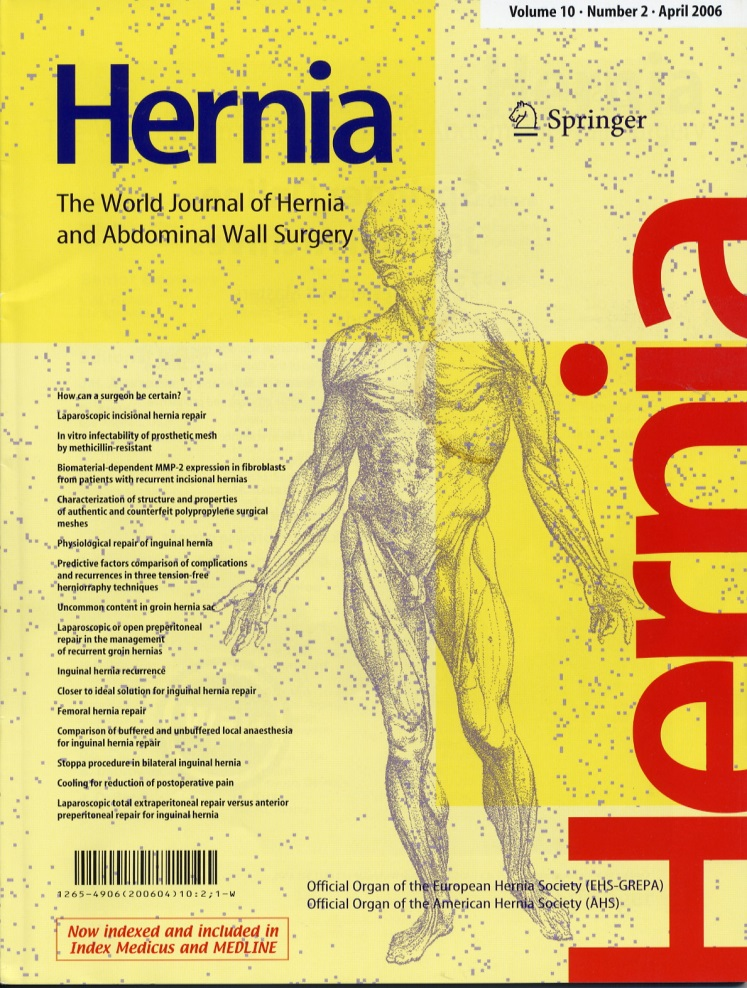 Volume 10 · Number 2 · April 2006
Hernia
Springer
The World Journal of Hernia
and Abdominal Wall Surgery
How can a surgeon be certain?
Laparoscopic incisional hernia repair
In vitro infectability of prosthetic mesh
by methicillin-resistant
Biomaterial-dependent MMP-2 expression in fibroblasts
from patients with recurrent incisional hernias
Characterization of structure and properties
of authentic and counterfeit polypropylene surgical
meshes
Physiological repair of inguinal hernia
Predictive factors comparison of complications
and recurrences in three tension-free
herniorraphy techniques
Uncommon content in groin hernia sac
Laparoscopic or open preperitoneal
repair in the management
of recurrent groin hernias
Inguinal hernia recurrence
Closer to ideal solution for inguinal hernia repair
Femoral hernia repair
Comparison of buffered and unbuffered local anaesthesia
for inguinal hernia repair
Stoppa procedure in bilateral inguinal hernia
Cooling for reduction of postoperative pain
Laparoscopic total extraperitoneal repair versus anterior
preperitoneal repair for inguinal hernia
1265-4906(200604)10:2;1-W
Official Organ of the European Hernia Society (EHS-GREPA)
Official Organ of the American Hernia Society (AHS)
Now indexed and included in
Index Medicus and MEDLINE
Hernia